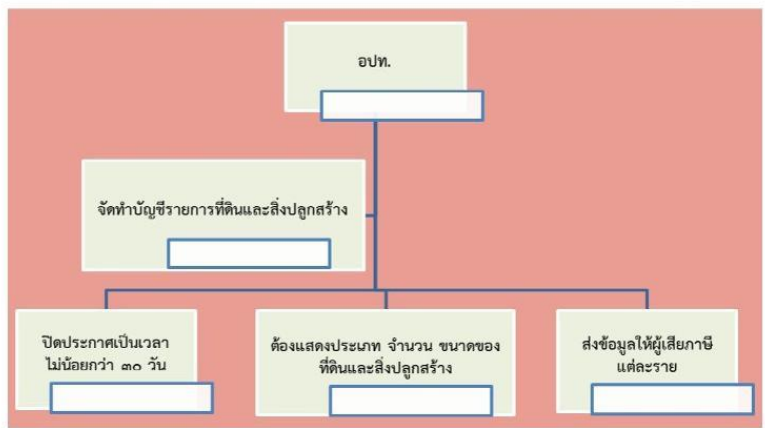 อปท.
จัดทำบัญชีรายการที่ดินและสิ่งปลูกสร้าง
ปิดประกาศเป็นเวลา
ไม่น้อยกว่า ๓๐ วัน
ต้องแสดงประเภท จำนวน ขนาดของ
ที่ดินและสิ่งปลูกสร้าง
ส่งข้อมูลให้ผู้เสียภาษี
แต่ละราย